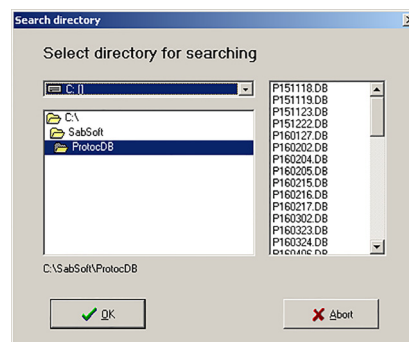 Search directory
Select directory for searching
C: []
C:\
SabSoft
ProtocDB
P151118.DB
P151119.DB
P151123.DB
P151222.DB
P160127.DB
P160202.DB
P160204.DB
P160205.DB
P160215.DB
P160216.DB
P160217.DB
P160302.DB
P160323.DB
P160324.DB
P160406.DB
C:\SabSoft\ProtocDB
OK
Abort